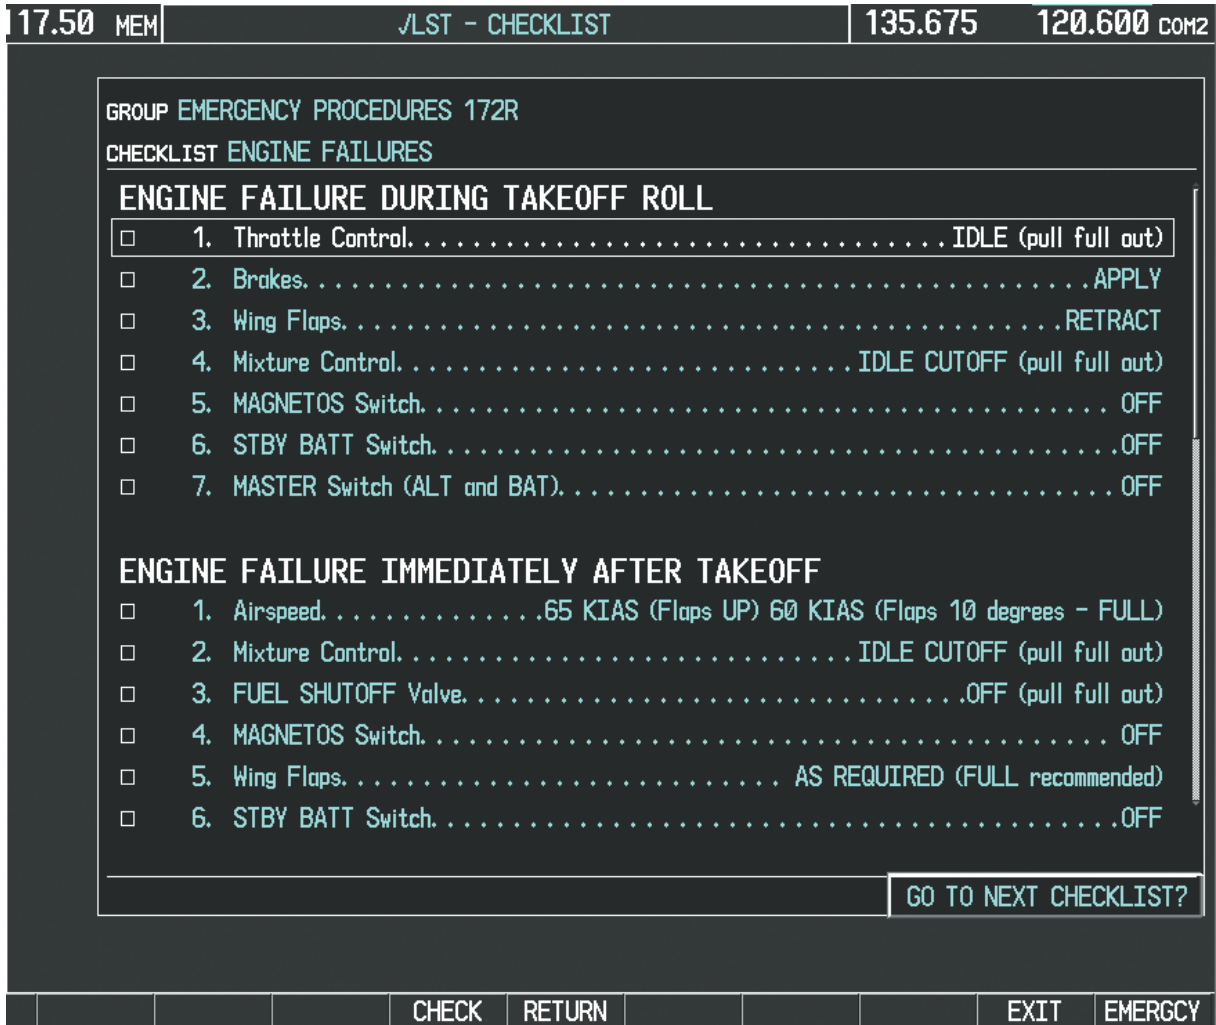 117.50 MEM √LST - CHECKLIST 135.675 120.600 COM2
GROUP EMERGENCY PROCEDURES 172R
CHECKLIST ENGINE FAILURES
ENGINE FAILURE DURING TAKEOFF ROLL
1. Throttle Control. . . . . . . . . . . . . . . . . . . . . . . . . . . . . . . . . . . . . . . . IDLE (pull full out)
2. Brakes. . . . . . . . . . . . . . . . . . . . . . . . . . . . . . . . . . . . . . . . . . . . . . . . . . . . . . . . . . APPLY
3. Wing Flaps. . . . . . . . . . . . . . . . . . . . . . . . . . . . . . . . . . . . . . . . . . . . . . . . . . . . . RETRACT
4. Mixture Control. . . . . . . . . . . . . . . . . . . . . . . . . . . . . . . . . . IDLE CUTOFF (pull full out)
5. MAGNETOS Switch. . . . . . . . . . . . . . . . . . . . . . . . . . . . . . . . . . . . . . . . . . . . . . . . . . . OFF
6. STBY BATT Switch. . . . . . . . . . . . . . . . . . . . . . . . . . . . . . . . . . . . . . . . . . . . . . . . . . .OFF
7. MASTER Switch (ALT and BAT). . . . . . . . . . . . . . . . . . . . . . . . . . . . . . . . . . . . . . . . . OFF
ENGINE FAILURE IMMEDIATELY AFTER TAKEOFF
1. Airspeed. . . . . . . . . . . . . . . . .65 KIAS (Flaps UP) 60 KIAS (Flaps 10 degrees - FULL)
2. Mixture Control. . . . . . . . . . . . . . . . . . . . . . . . . . . . . . . . . . IDLE CUTOFF (pull full out)
3. FUEL SHUTOFF Valve. . . . . . . . . . . . . . . . . . . . . . . . . . . . . . . . . . . . .OFF (pull full out)
4. MAGNETOS Switch. . . . . . . . . . . . . . . . . . . . . . . . . . . . . . . . . . . . . . . . . . . . . . . . . . . OFF
5. Wing Flaps. . . . . . . . . . . . . . . . . . . . . . . . . . . . . . . . . AS REQUIRED (FULL recommended)
6. STBY BATT Switch. . . . . . . . . . . . . . . . . . . . . . . . . . . . . . . . . . . . . . . . . . . . . . . . . . .OFF
GO TO NEXT CHECKLIST?
CHECK RETURN EXIT EMERGCY